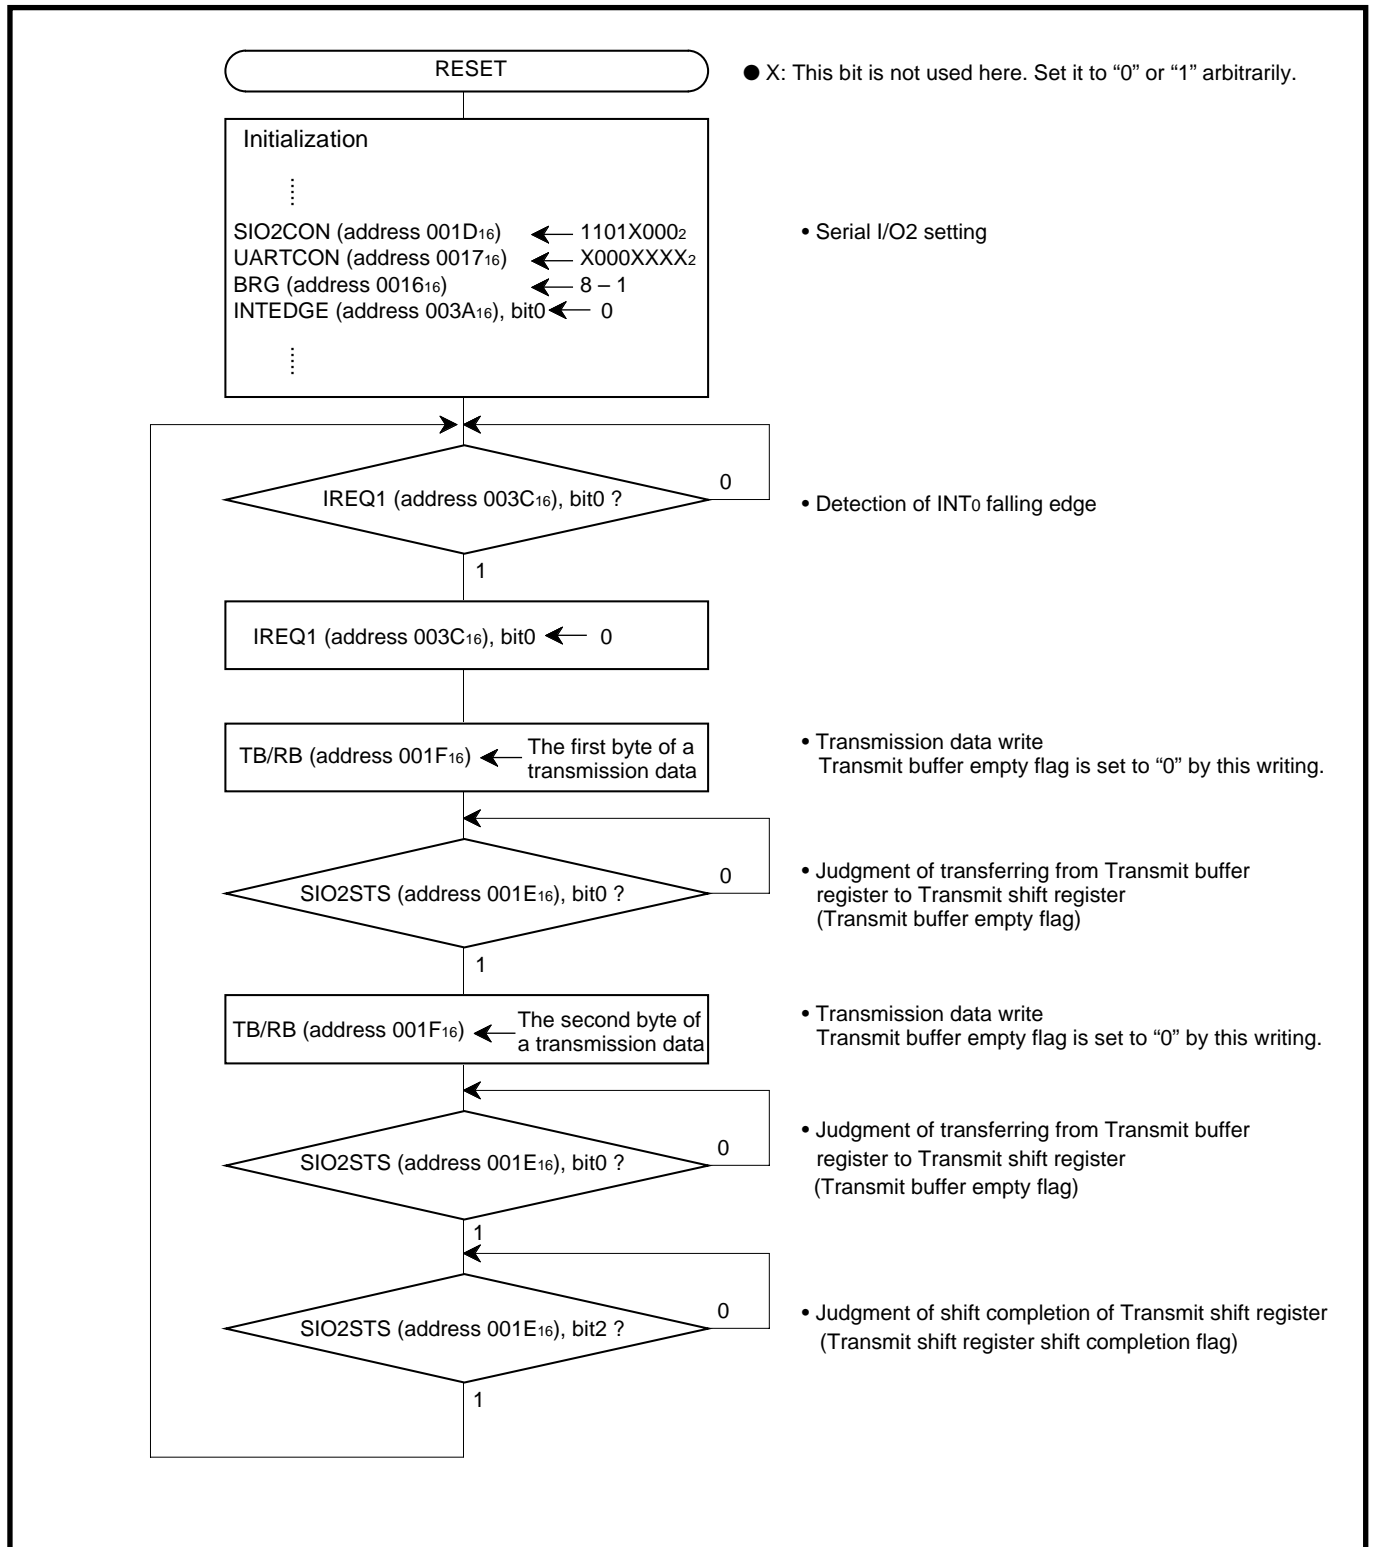 RESET
● X: This bit is not used here. Set it to “0” or “1” arbitrarily.
Initialization
SIO2CON (address 001D16) ← 1101X0002
• Serial I/O2 setting
UARTCON (address 001716) ← X000XXXX2
BRG (address 001616) ← 8 – 1
INTEDGE (address 003A16), bit0 ← 0
IREQ1 (address 003C16), bit0 ?
0
• Detection of INT0 falling edge
1
IREQ1 (address 003C16), bit0 ← 0
TB/RB (address 001F16) ← The first byte of a
transmission data
• Transmission data write
Transmit buffer empty flag is set to “0” by this writing.
SIO2STS (address 001E16), bit0 ?
0
• Judgment of transferring from Transmit buffer
register to Transmit shift register
(Transmit buffer empty flag)
1
TB/RB (address 001F16) ← The second byte of
a transmission data
• Transmission data write
Transmit buffer empty flag is set to “0” by this writing.
SIO2STS (address 001E16), bit0 ?
0
• Judgment of transferring from Transmit buffer
register to Transmit shift register
(Transmit buffer empty flag)
1
SIO2STS (address 001E16), bit2 ?
0
• Judgment of shift completion of Transmit shift register
(Transmit shift register shift completion flag)
1